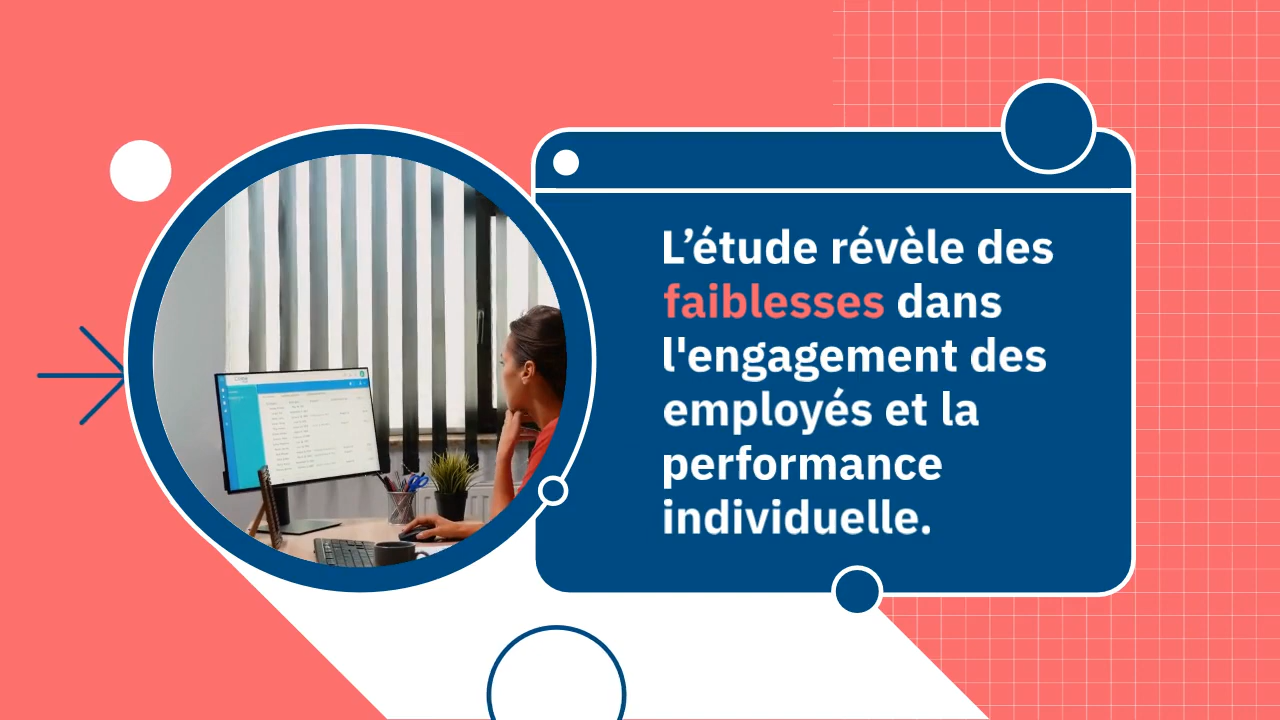 L’étude révèle des
faiblesses dans
l'engagement des
employés et la
performance
individuelle.